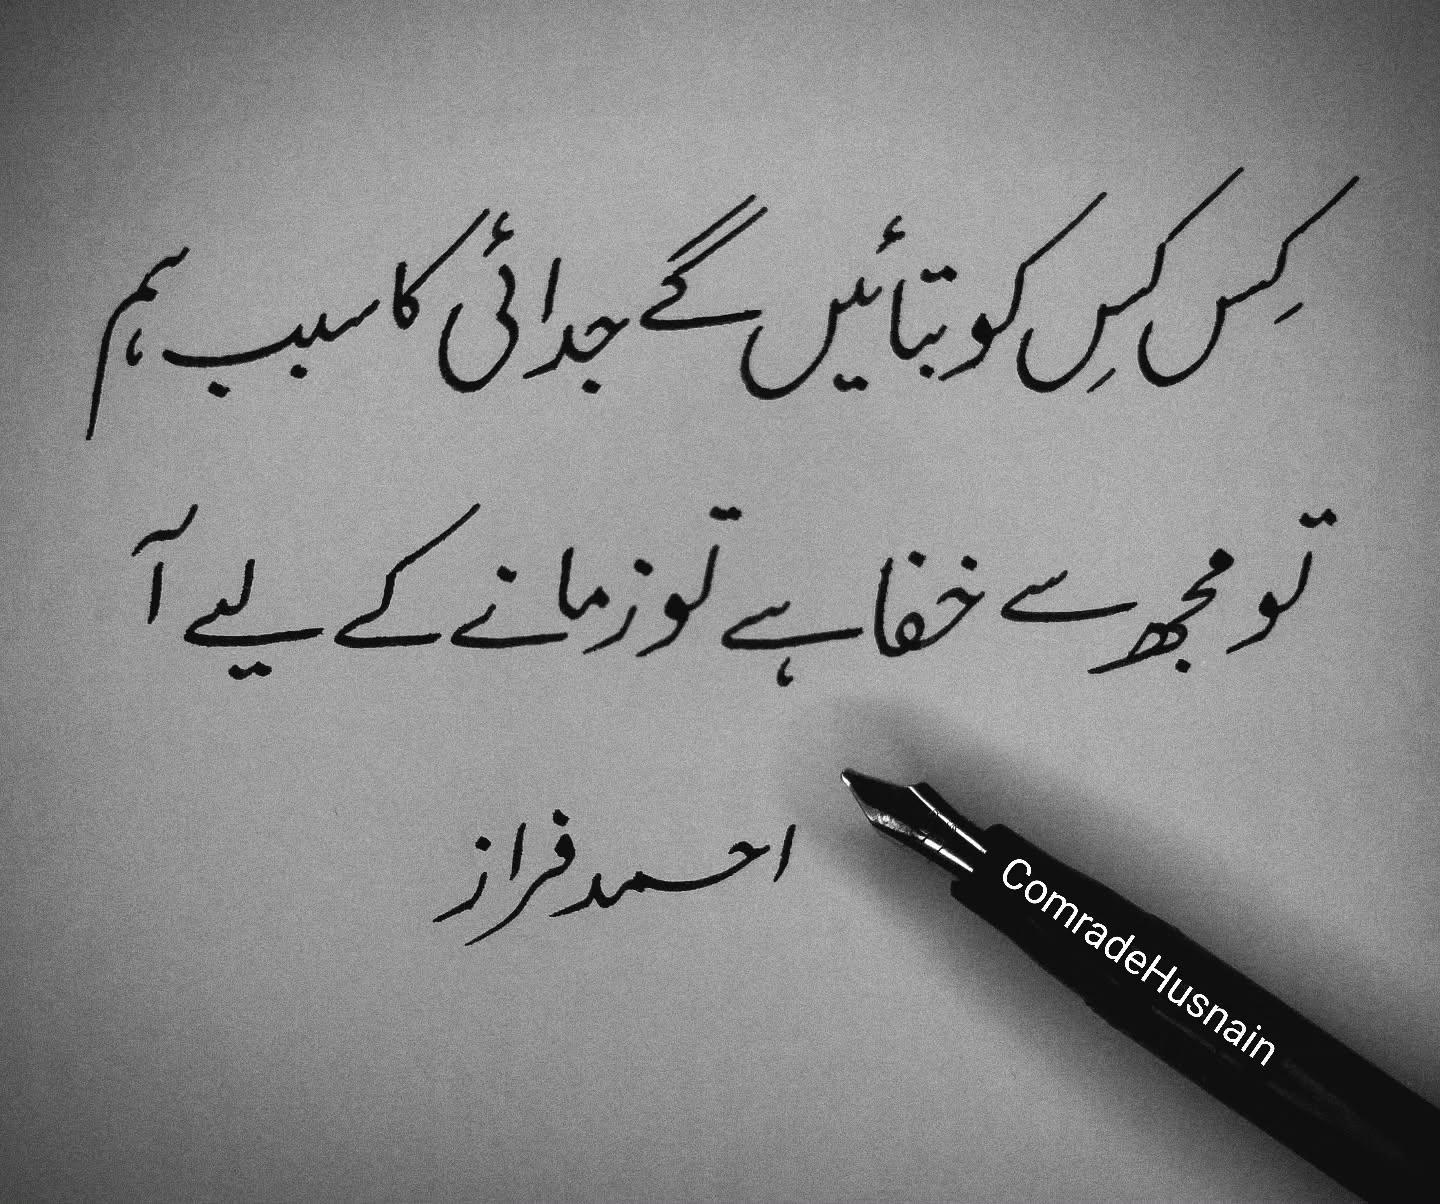 کِس کسِ کو بتائیں گے جدائی کا سبب ہم
تو مجھ سے خفا ہے تو زمانے کے لیے آ
احمد فراز
ComradeHusnain